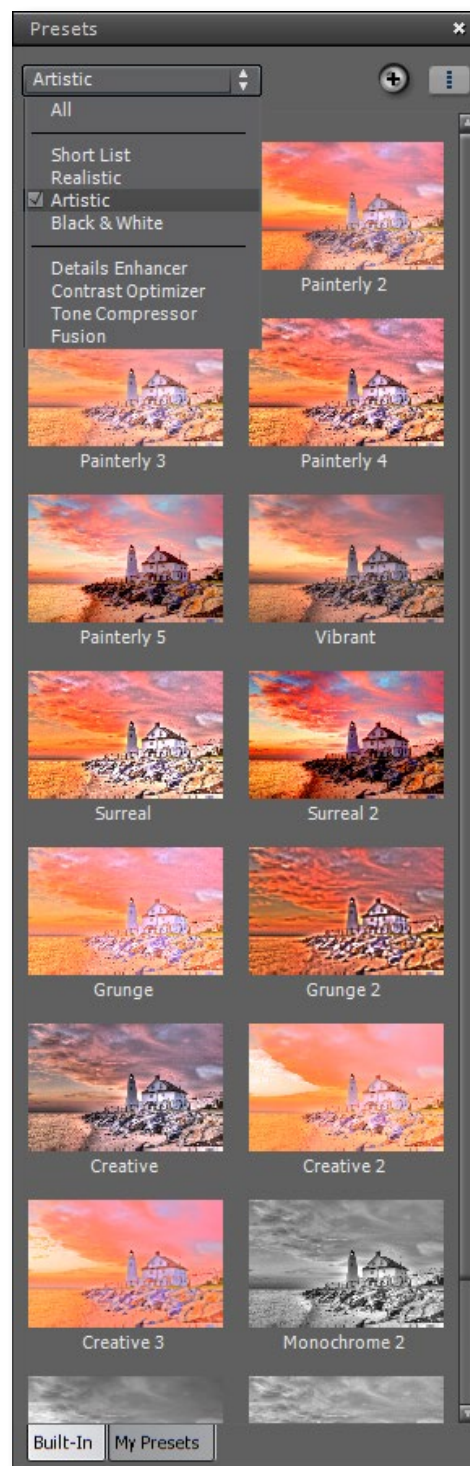 Presets
Artistic
All
Short List
Realistic
Artistic
Black & White
Details Enhancer
Contrast Optimizer
Tone Compressor
Fusion
Painterly 2
Painterly 3
Painterly 4
Painterly 5
Vibrant
Surreal
Surreal 2
Grunge
Grunge 2
Creative
Creative 2
Creative 3
Monochrome 2
Built-In
My Presets